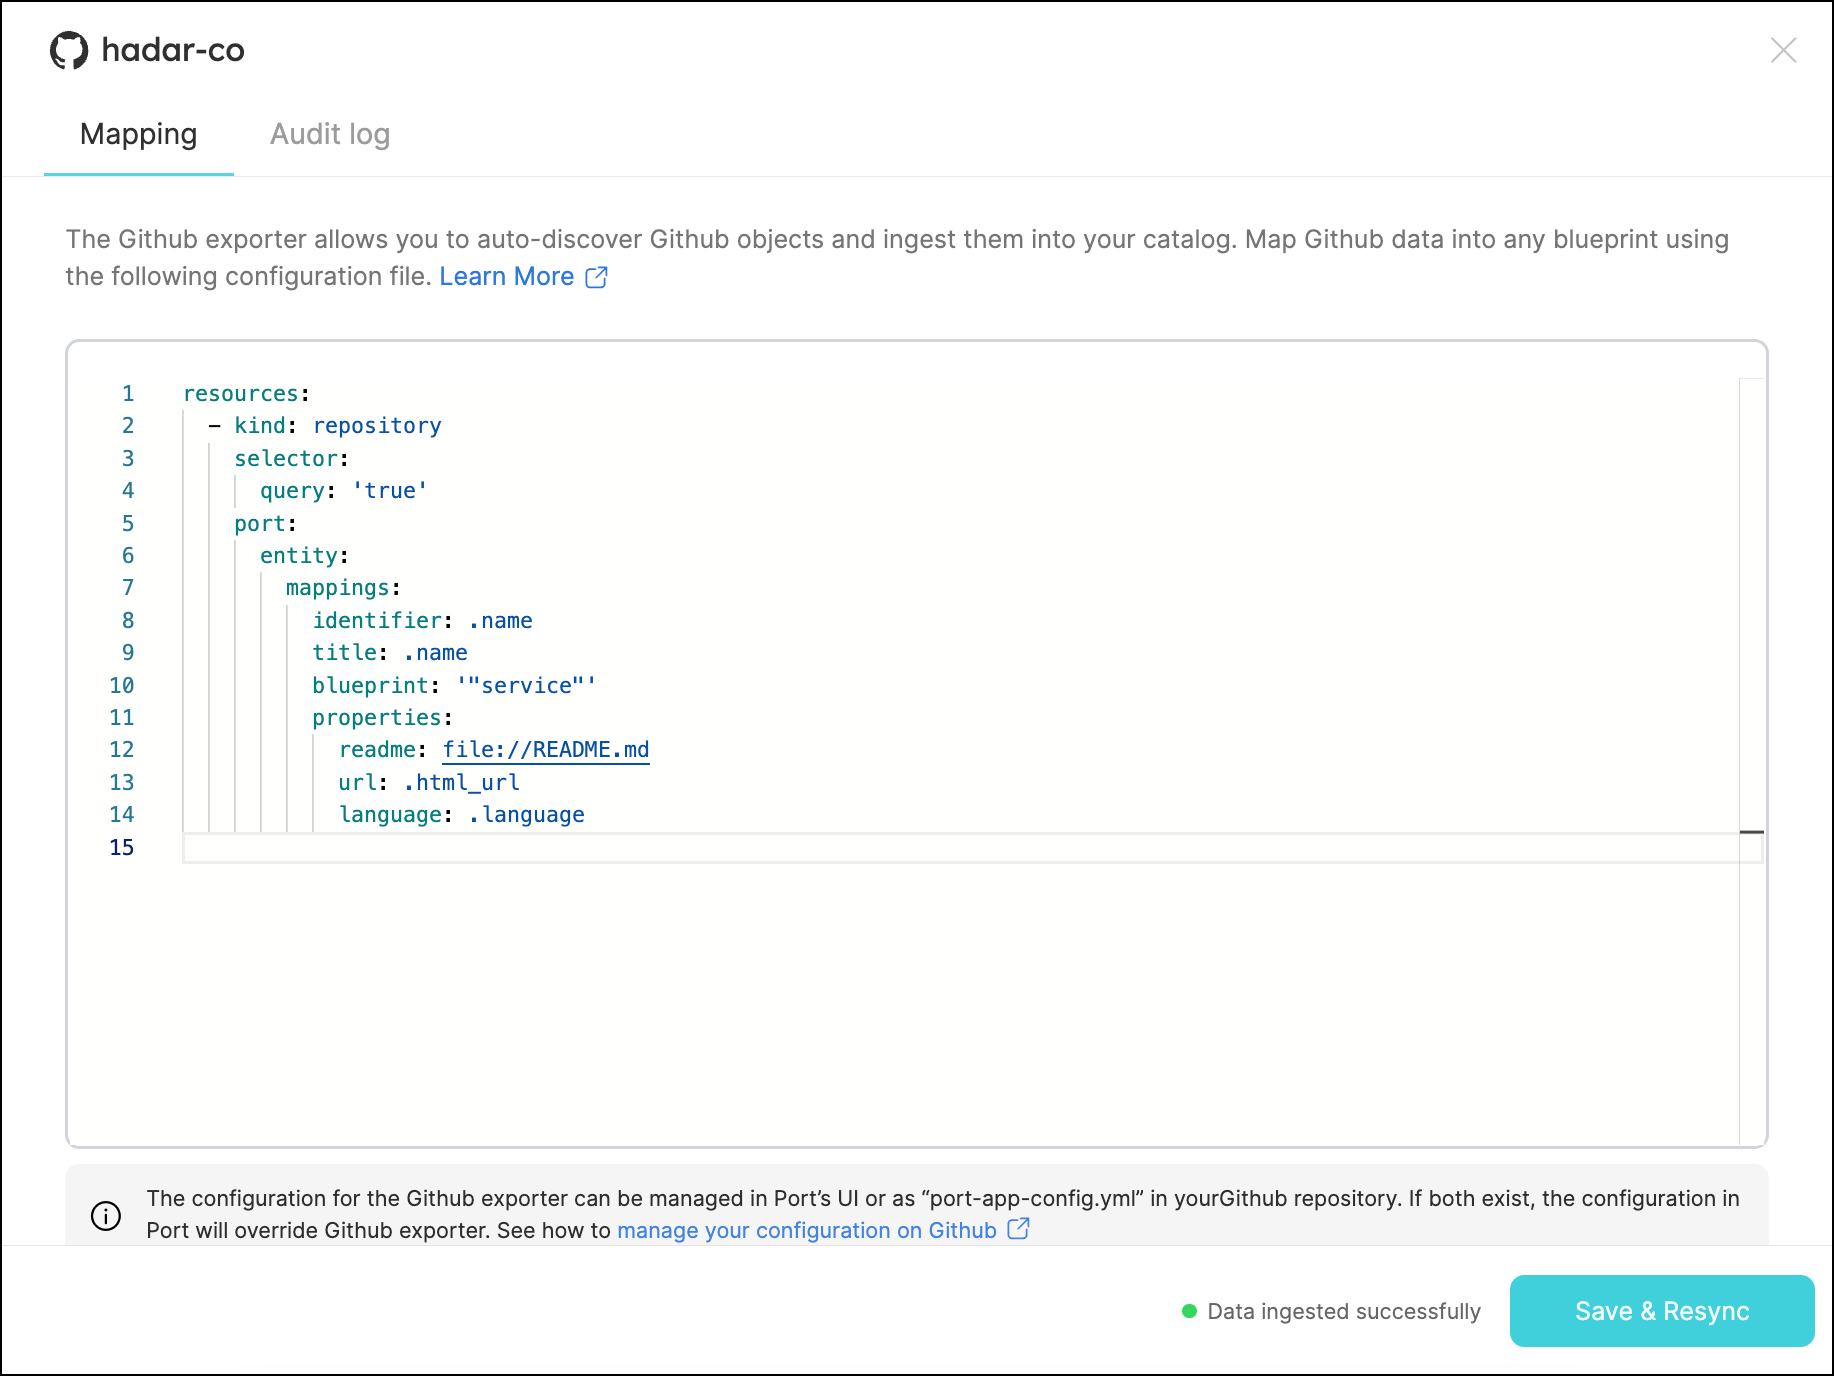 hadar-co
Mapping
Audit log
The Github exporter allows you to auto-discover Github objects and ingest them into your catalog. Map Github data into any blueprint using
the following configuration file. Learn More
1 resources:
2   - kind: repository
3     selector:
4       query: 'true'
5     port:
6       entity:
7         mappings:
8           identifier: .name
9           title: .name
10           blueprint: '"service"'
11           properties:
12             readme: file://README.md
13             url: .html_url
14             language: .language
15
The configuration for the Github exporter can be managed in Port’s UI or as “port-app-config.yml” in yourGithub repository. If both exist, the configuration in
Port will override Github exporter. See how to manage your configuration on Github
Data ingested successfully
Save & Resync